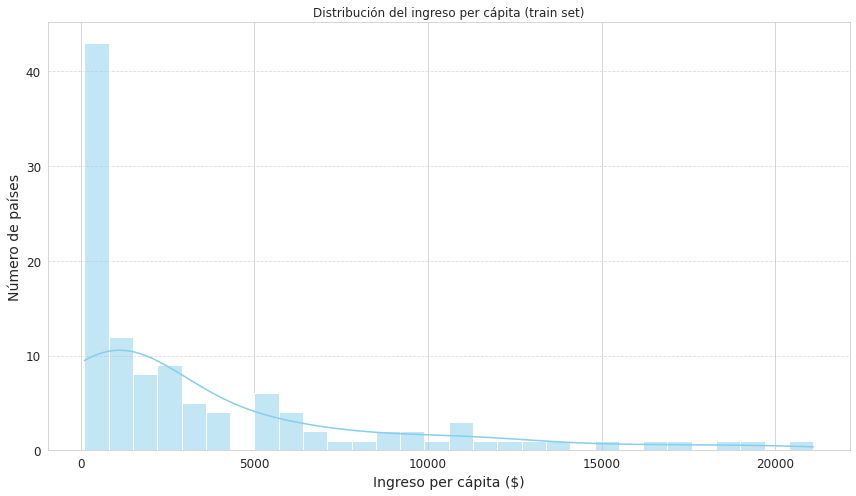 Distribución del ingreso per cápita (train set)
Número de países
40
30
20
10
0
0 5000 10000 15000 20000
Ingreso per cápita ($)